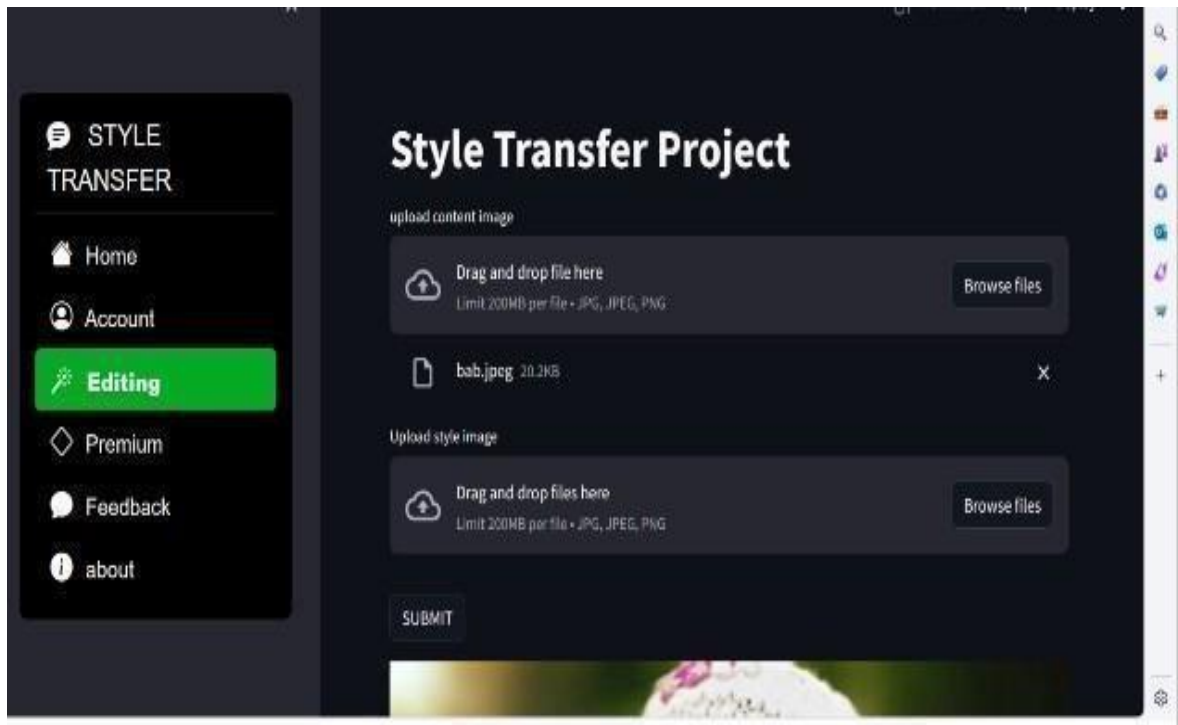 STYLE
TRANSFER
Home
Account
Editing
Premium
Feedback
about
Style Transfer Project
upload content image
Drag and drop file here
Limit 200MB per file • JPG, JPEG, PNG
Browse files
bab.jpeg 20.2KB
Upload style image
Drag and drop files here
Limit 200MB per file • JPG, JPEG, PNG
Browse files
SUBMIT